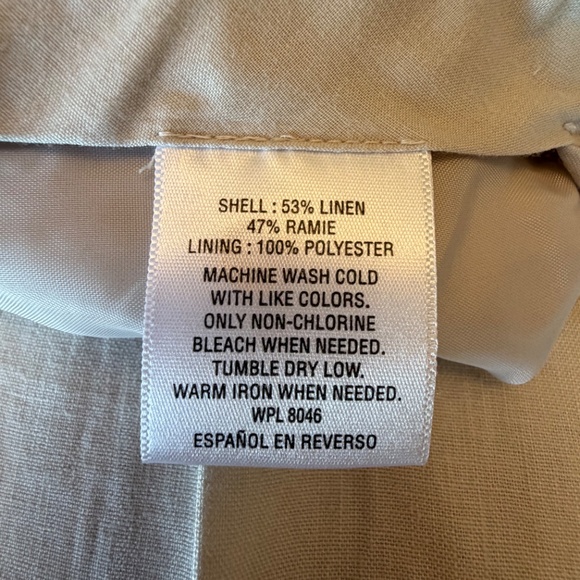 SHELL : 53% LINEN
47% RAMIE
LINING : 100% POLYESTER
MACHINE WASH COLD
WITH LIKE COLORS.
ONLY NON-CHLORINE
BLEACH WHEN NEEDED.
TUMBLE DRY LOW.
WARM IRON WHEN NEEDED.
WPL 8046
ESPAÑOL EN REVERSO